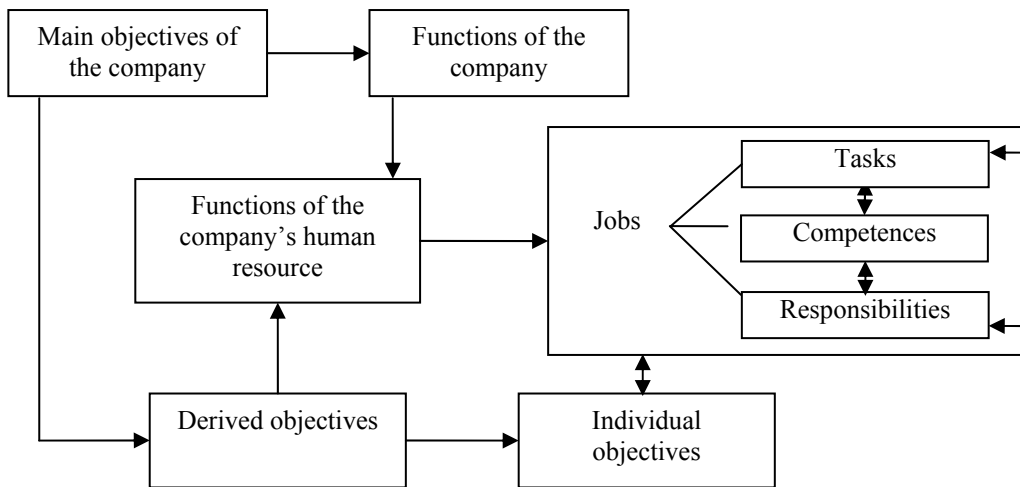 Main objectives of
the company
Functions of the
company
Functions of the
company’s human
resource
Jobs
Tasks
Competences
Responsibilities
Derived objectives
Individual
objectives